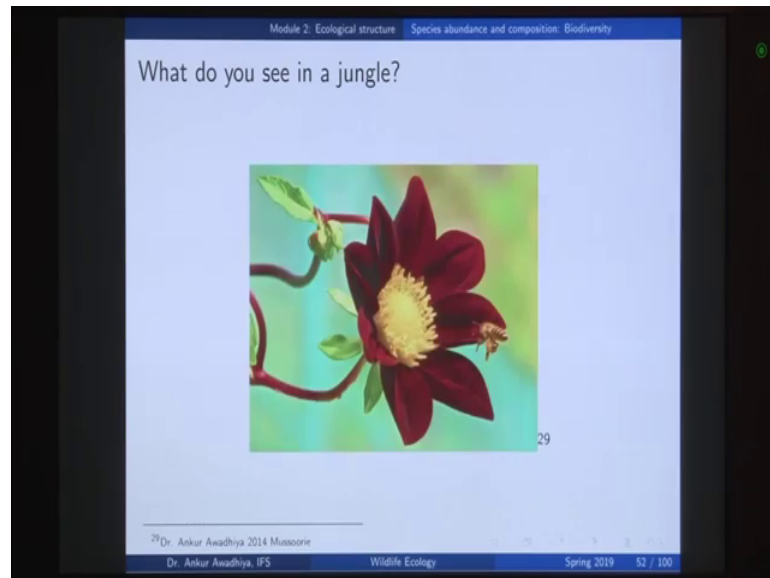 Module 2: Ecological structure Species abundance and composition: Biodiversity
What do you see in a jungle?
29
29Dr. Ankur Awadhiya 2014 Mussoorie
Dr. Ankur Awadhiya, IFS Wildlife Ecology Spring 2019 52 / 100